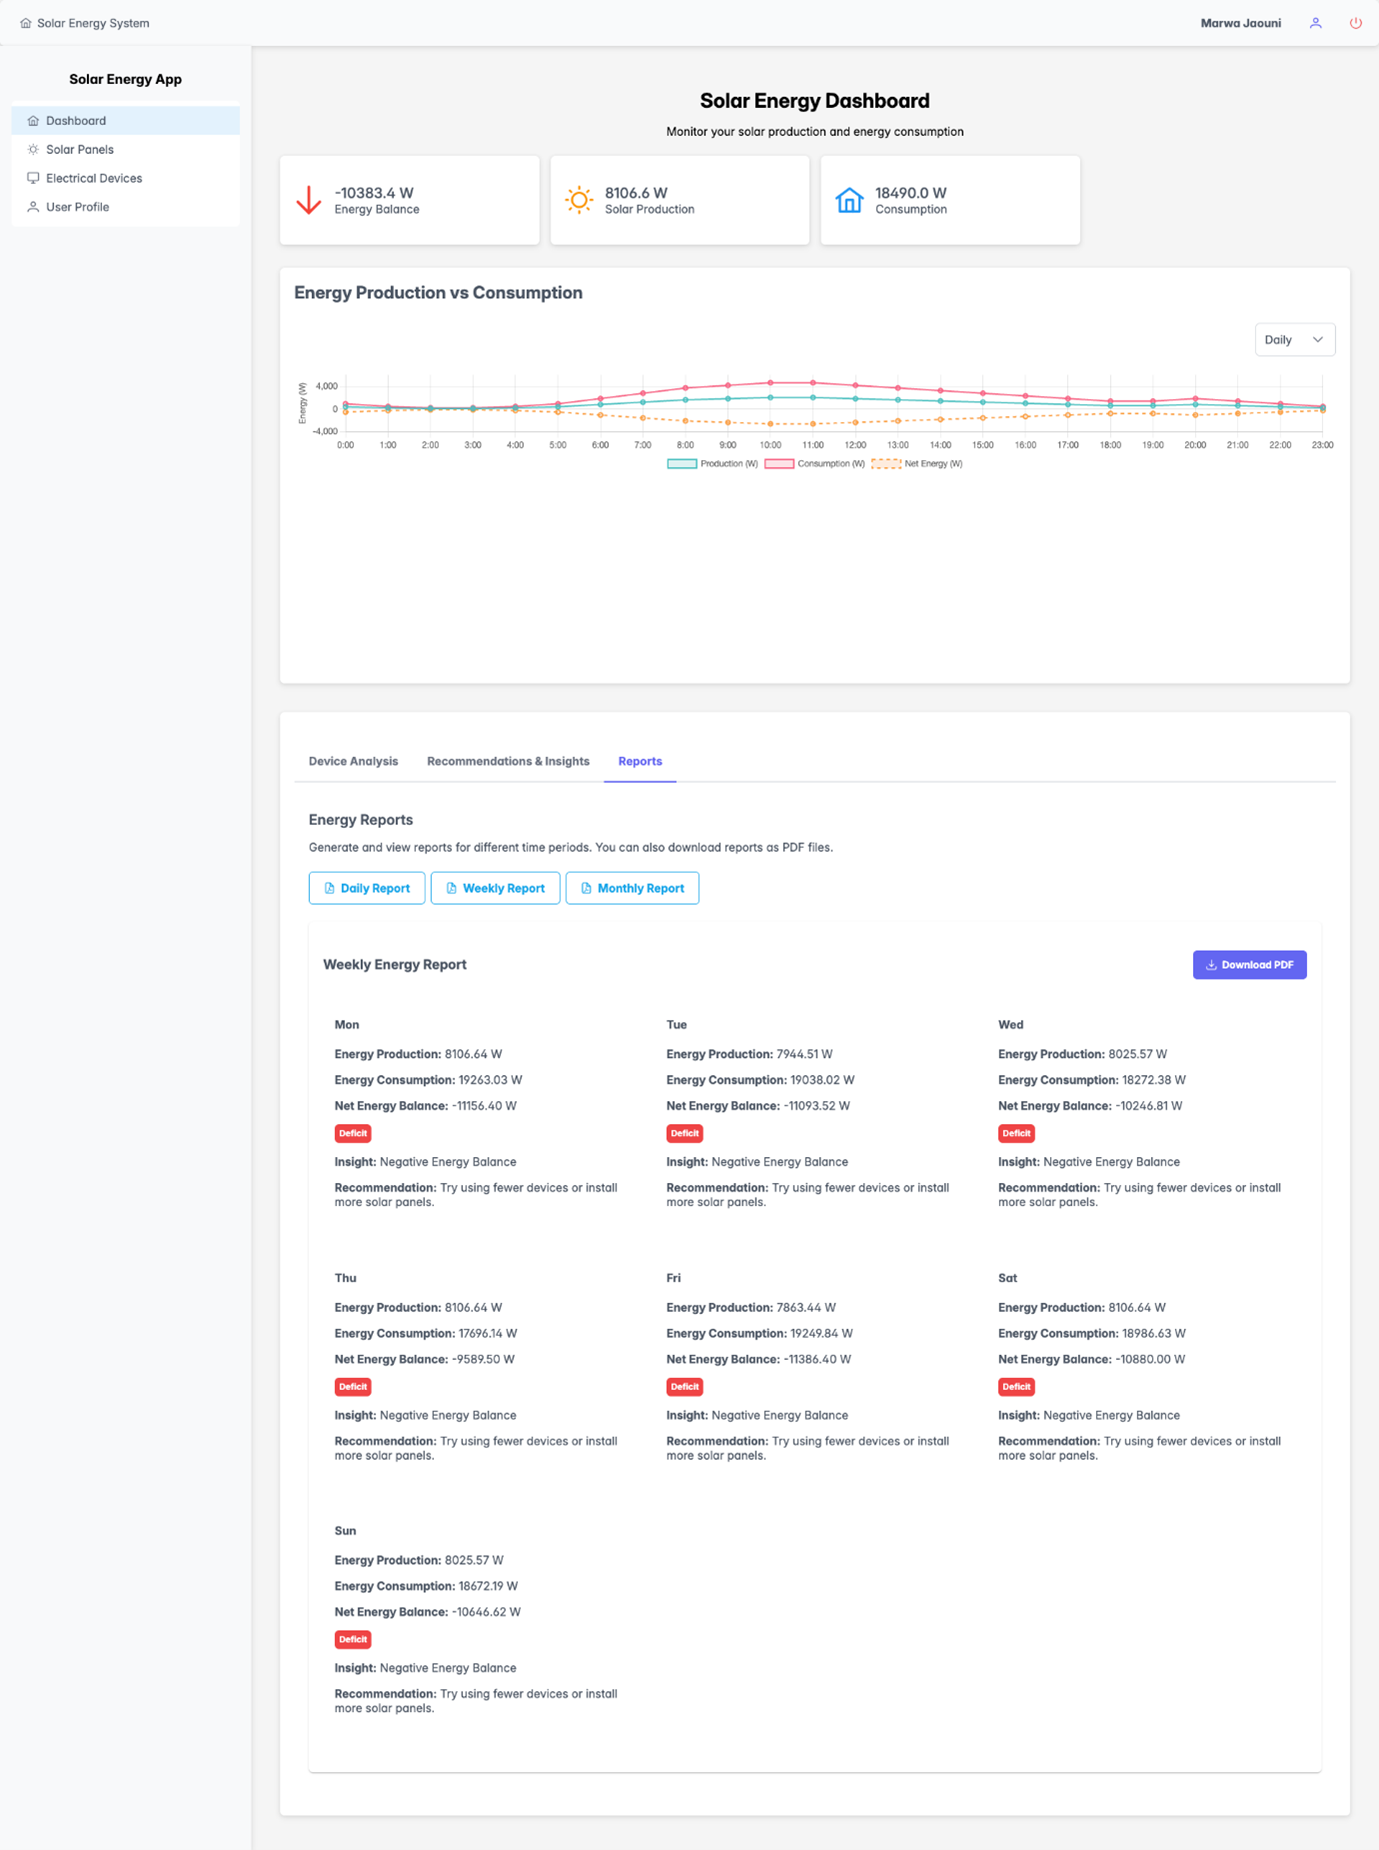 Solar Energy System
Marwa Jaouni
Solar Energy App
Dashboard
Solar Panels
Electrical Devices
User Profile
Solar Energy Dashboard
Monitor your solar production and energy consumption
-10383.4 W
Energy Balance
8106.6 W
Solar Production
18490.0 W
Consumption
Energy Production vs Consumption
Daily
Energy (W)
4,000
0
-4,000
0:00 1:00 2:00 3:00 4:00 5:00 6:00 7:00 8:00 9:00 10:00 11:00 12:00 13:00 14:00 15:00 16:00 17:00 18:00 19:00 20:00 21:00 22:00 23:00
Production (W) Consumption (W) Net Energy (W)
Device Analysis Recommendations & Insights Reports
Energy Reports
Generate and view reports for different time periods. You can also download reports as PDF files.
Daily Report Weekly Report Monthly Report
Weekly Energy Report
Download PDF
Mon
Energy Production: 8106.64 W
Energy Consumption: 19263.03 W
Net Energy Balance: -11156.40 W
Deficit
Insight: Negative Energy Balance
Recommendation: Try using fewer devices or install
more solar panels.
Tue
Energy Production: 7944.51 W
Energy Consumption: 19038.02 W
Net Energy Balance: -11093.52 W
Deficit
Insight: Negative Energy Balance
Recommendation: Try using fewer devices or install
more solar panels.
Wed
Energy Production: 8025.57 W
Energy Consumption: 18272.38 W
Net Energy Balance: -10246.81 W
Deficit
Insight: Negative Energy Balance
Recommendation: Try using fewer devices or install
more solar panels.
Thu
Energy Production: 8106.64 W
Energy Consumption: 17696.14 W
Net Energy Balance: -9589.50 W
Deficit
Insight: Negative Energy Balance
Recommendation: Try using fewer devices or install
more solar panels.
Fri
Energy Production: 7863.44 W
Energy Consumption: 19249.84 W
Net Energy Balance: -11386.40 W
Deficit
Insight: Negative Energy Balance
Recommendation: Try using fewer devices or install
more solar panels.
Sat
Energy Production: 8106.64 W
Energy Consumption: 18986.63 W
Net Energy Balance: -10880.00 W
Deficit
Insight: Negative Energy Balance
Recommendation: Try using fewer devices or install
more solar panels.
Sun
Energy Production: 8025.57 W
Energy Consumption: 18672.19 W
Net Energy Balance: -10646.62 W
Deficit
Insight: Negative Energy Balance
Recommendation: Try using fewer devices or install
more solar panels.